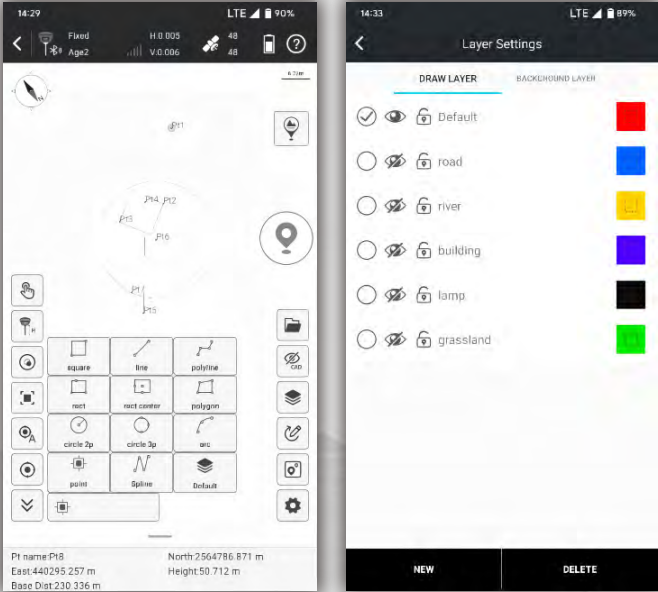 14:29
LTE 90%
Fixed
H:0.005
48
Age2
V:0.006
48
Pt1
Pt4
Pt2
Pt3
Pt6
Pt5
CAD
square
line
polyline
rect
rect center
polygon
circle 2p
circle 3p
arc
point
Spline
Default
Pt name:Pt8
North:2564786.871 m
East:440295.257 m
Height:50.712 m
Base Dist:230.336 m
14:33
LTE 89%
Layer Settings
DRAW LAYER
BACKGROUND LAYER
Default
road
river
building
lamp
grassland
NEW
DELETE